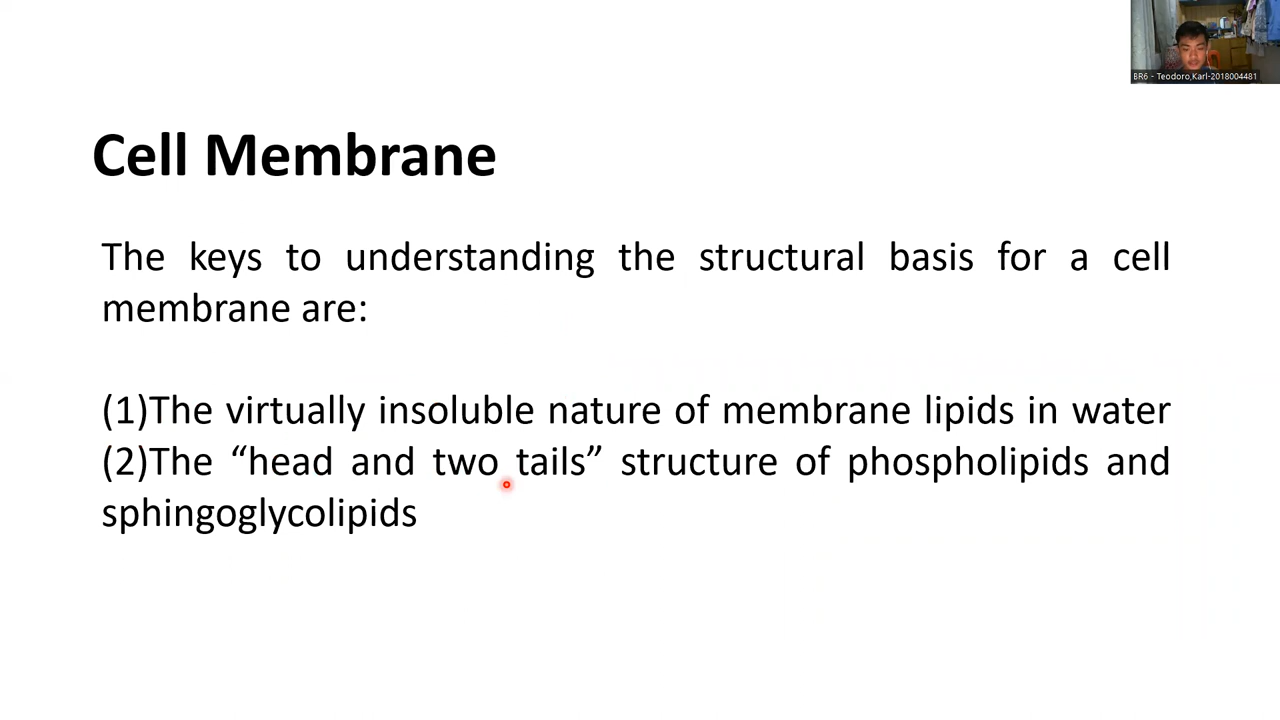 BR6 - Teodoro,Karl-2018004481
Cell Membrane
The keys to understanding the structural basis for a cell
membrane are:
(1)The virtually insoluble nature of membrane lipids in water
(2)The “head and two tails” structure of phospholipids and
sphingoglycolipids